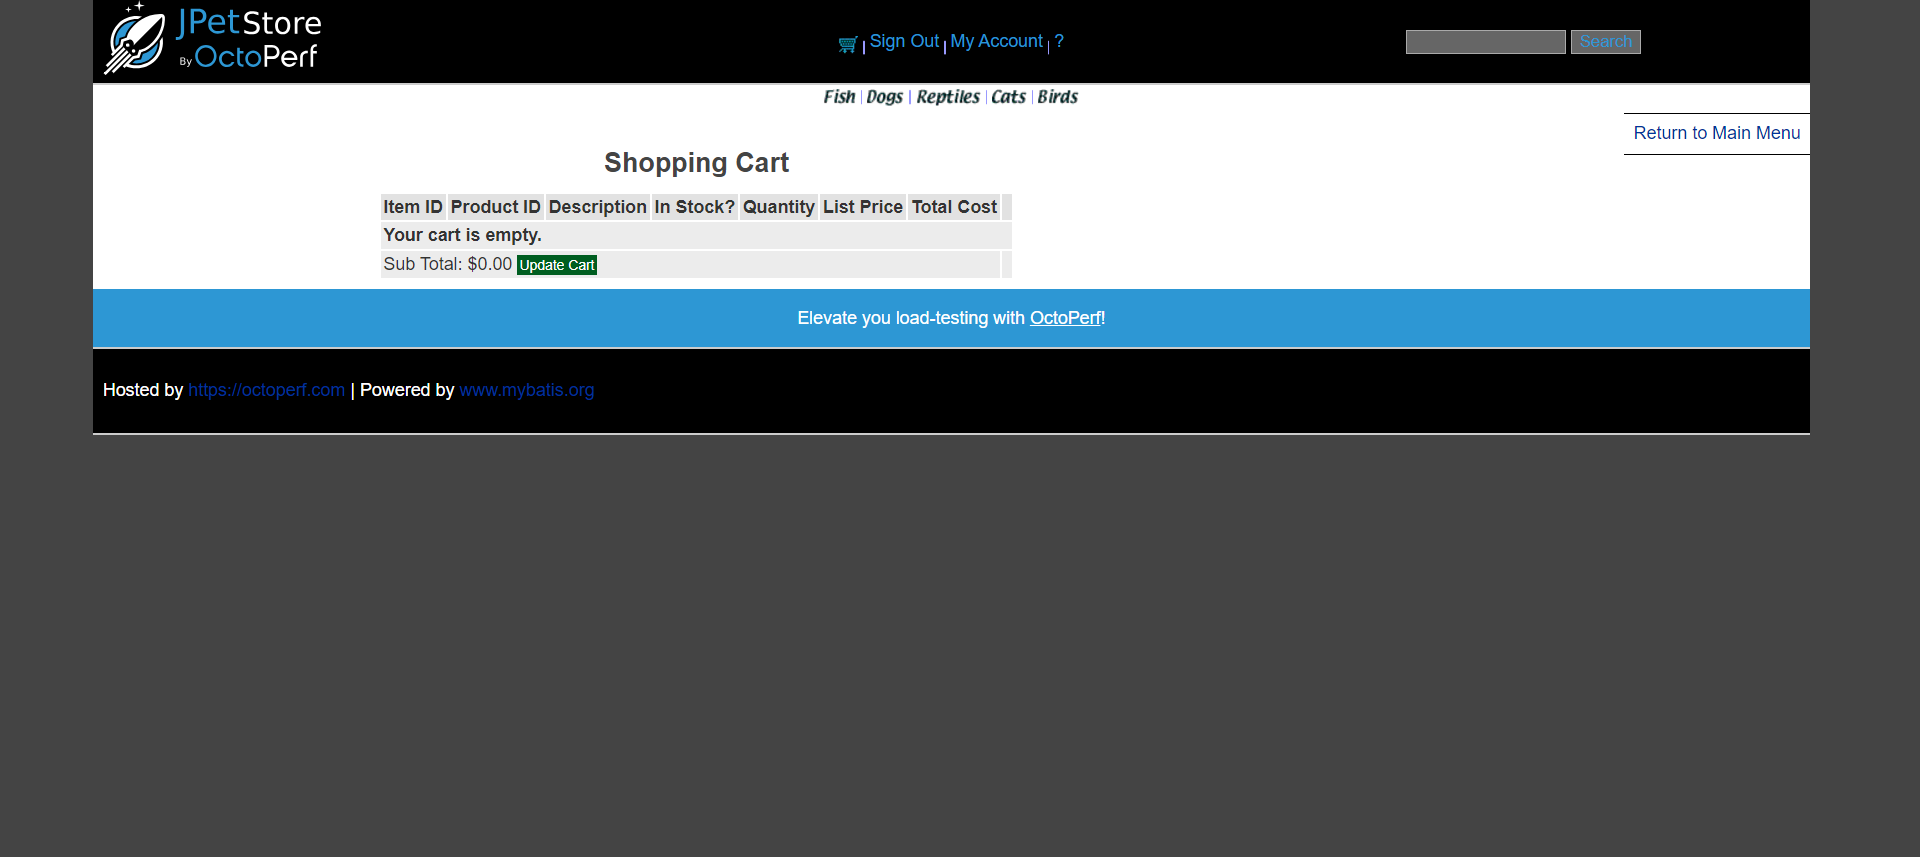 JPetStore
By OctoPerf
Sign Out My Account ?
Search
Fish Dogs Reptiles Cats Birds
Return to Main Menu
Shopping Cart
Item ID Product ID Description In Stock? Quantity List Price Total Cost
Your cart is empty.
Sub Total: $0.00 Update Cart
Elevate you load-testing with OctoPerf!
Hosted by https://octoperf.com | Powered by www.mybatis.org